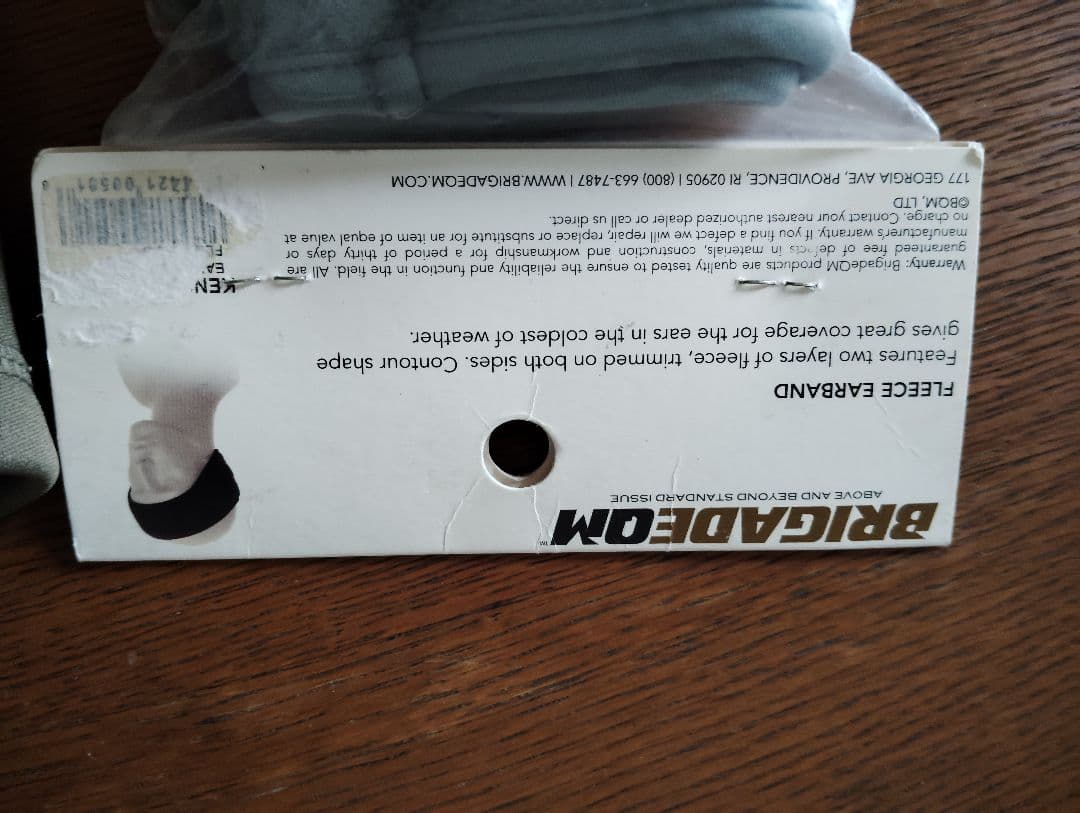 BRIGADEQM™
ABOVE AND BEYOND STANDARD ISSUE
FLEECE EARBAND
Features two layers of fleece, trimmed on both sides. Contour shape
gives great coverage for the ears in the coldest of weather.
Warranty: BrigadeQM products are quality tested to ensure the reliability and function in the field. All are
guaranteed free of defects in materials, construction and workmanship for a period of thirty days or
manufacturer's warranty. If you find a defect we will repair, replace or substitute for an item of equal value at
no charge. Contact your nearest authorized dealer or call us direct.
©BQM, LTD
177 GEORGIA AVE, PROVIDENCE, RI 02905 | (800) 663-7487 | WWW.BRIGADEQM.COM
KEN